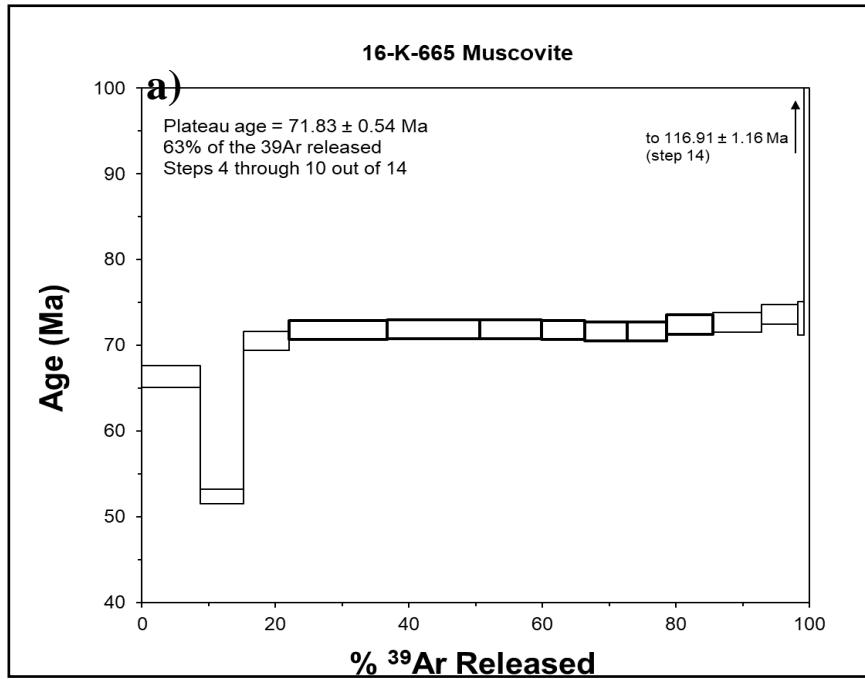 16-K-665 Muscovite
a)
Plateau age = 71.83 ± 0.54 Ma
63% of the 39Ar released
Steps 4 through 10 out of 14
to 116.91 ± 1.16 Ma
(step 14)
100
90
80
70
60
50
40
Age (Ma)
0 20 40 60 80 100
% ³⁹Ar Released